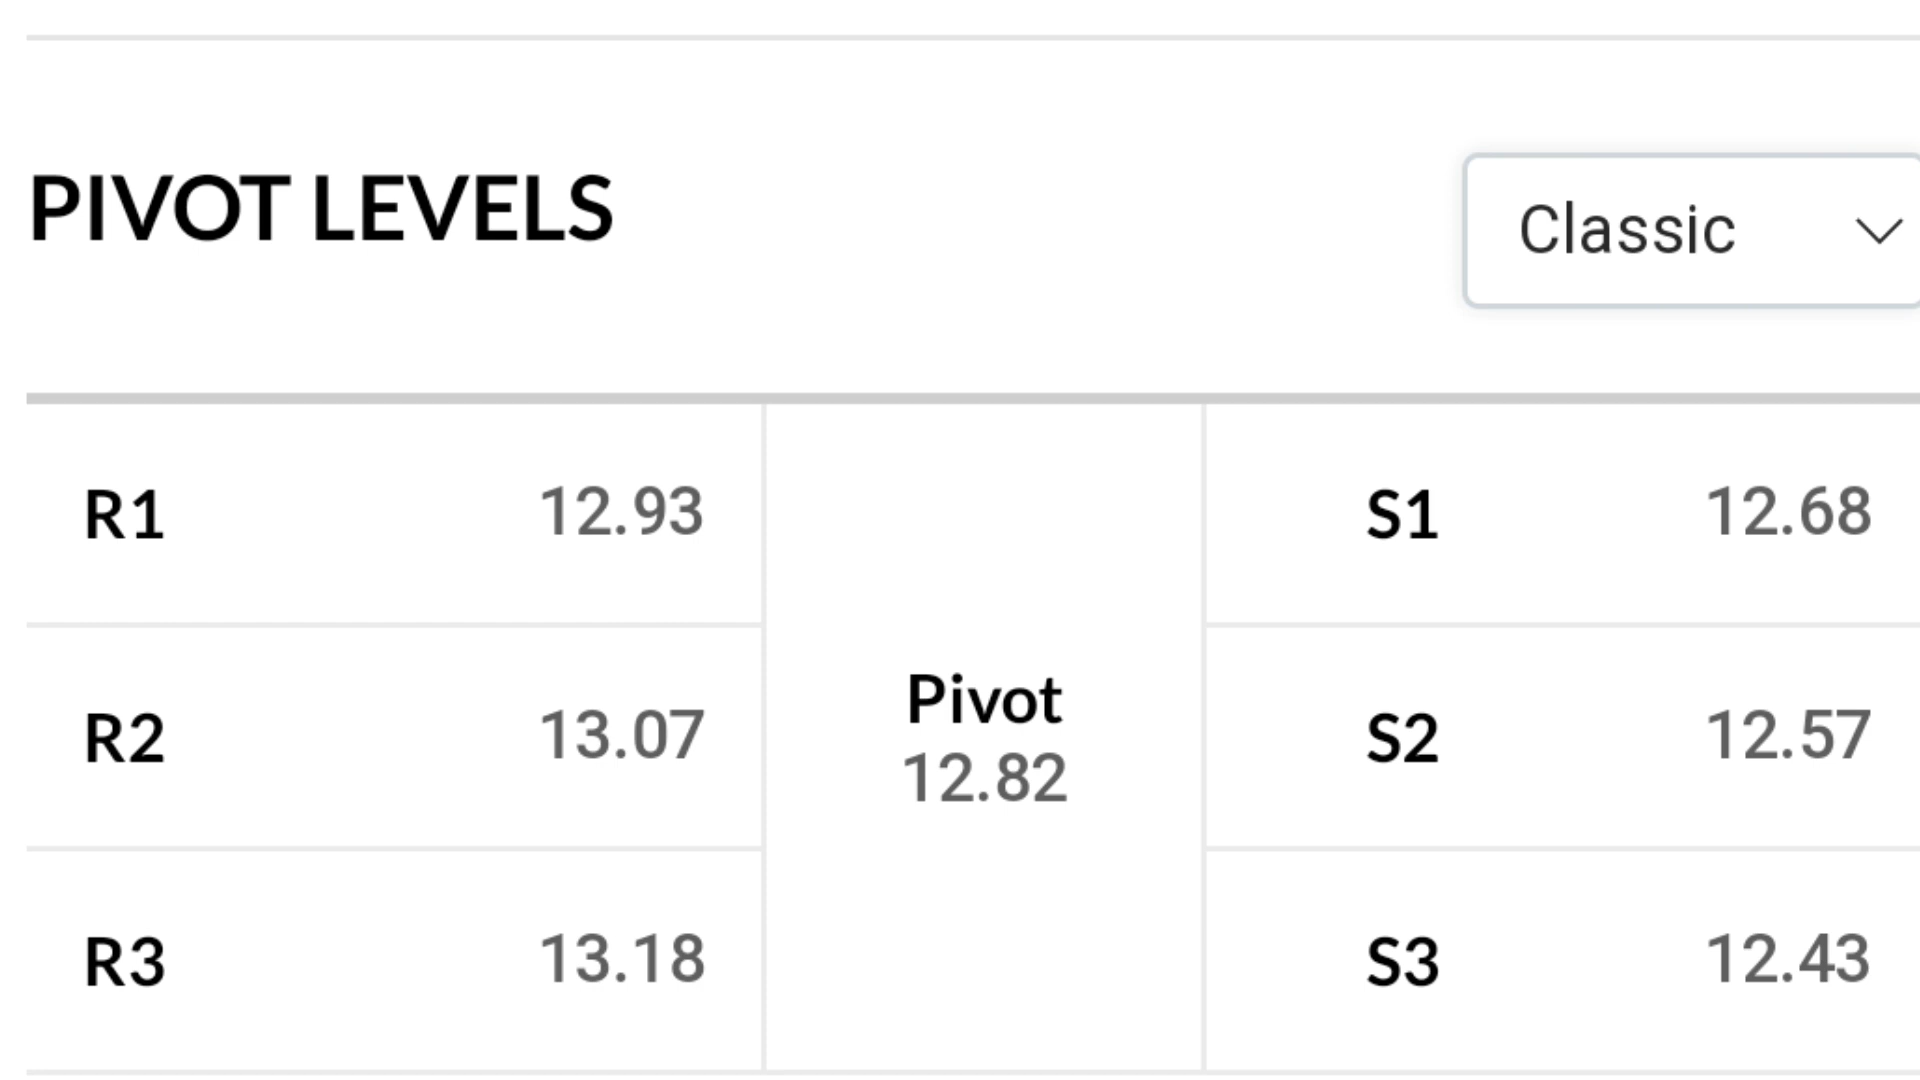 PIVOT LEVELS
Classic
R1 12.93
S1 12.68
R2 13.07
Pivot
12.82
S2 12.57
R3 13.18
S3 12.43